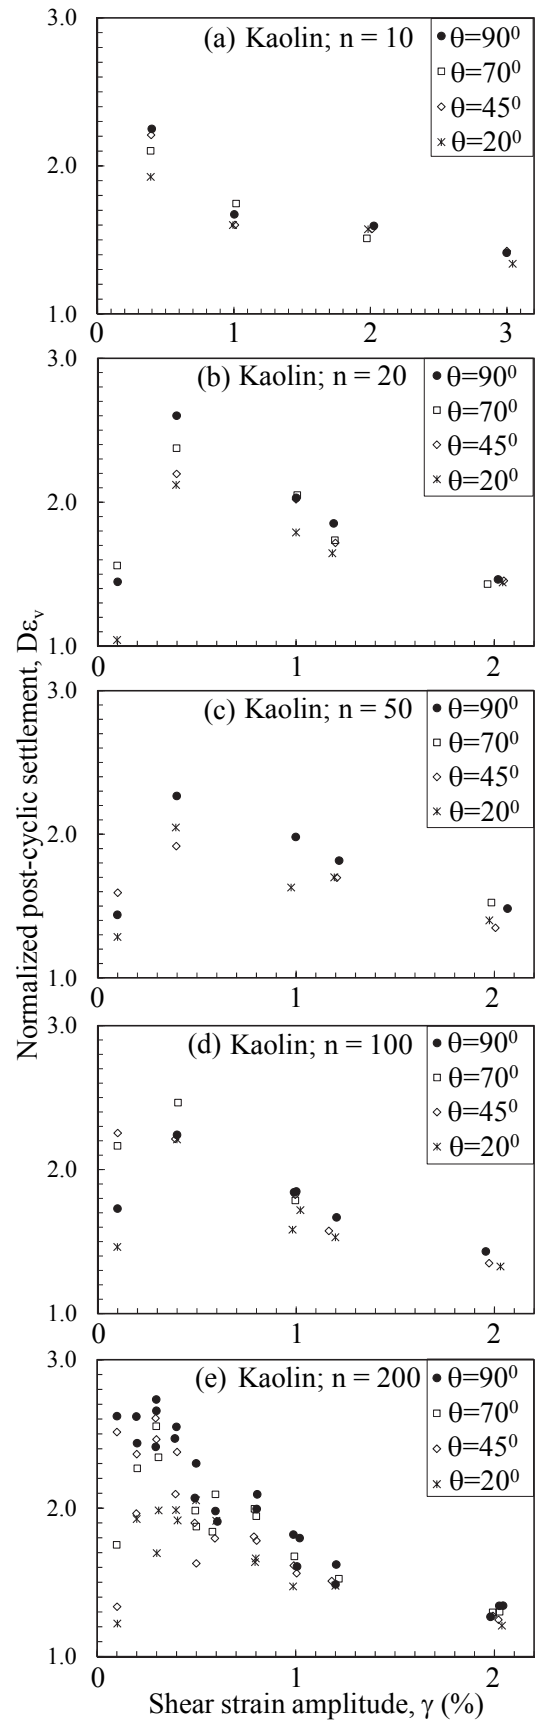 (a) Kaolin; n = 10
θ=90⁰
θ=70⁰
θ=45⁰
θ=20⁰
3.0
2.0
1.0
0 1 2 3
(b) Kaolin; n = 20
θ=90⁰
θ=70⁰
θ=45⁰
θ=20⁰
3.0
2.0
1.0
0 1 2
(c) Kaolin; n = 50
θ=90⁰
θ=70⁰
θ=45⁰
θ=20⁰
3.0
2.0
1.0
0 1 2
(d) Kaolin; n = 100
θ=90⁰
θ=70⁰
θ=45⁰
θ=20⁰
3.0
2.0
1.0
0 1 2
(e) Kaolin; n = 200
θ=90⁰
θ=70⁰
θ=45⁰
θ=20⁰
3.0
2.0
1.0
0 1 2
Normalized post-cyclic settlement, Dεᵥ
Shear strain amplitude, γ (%)